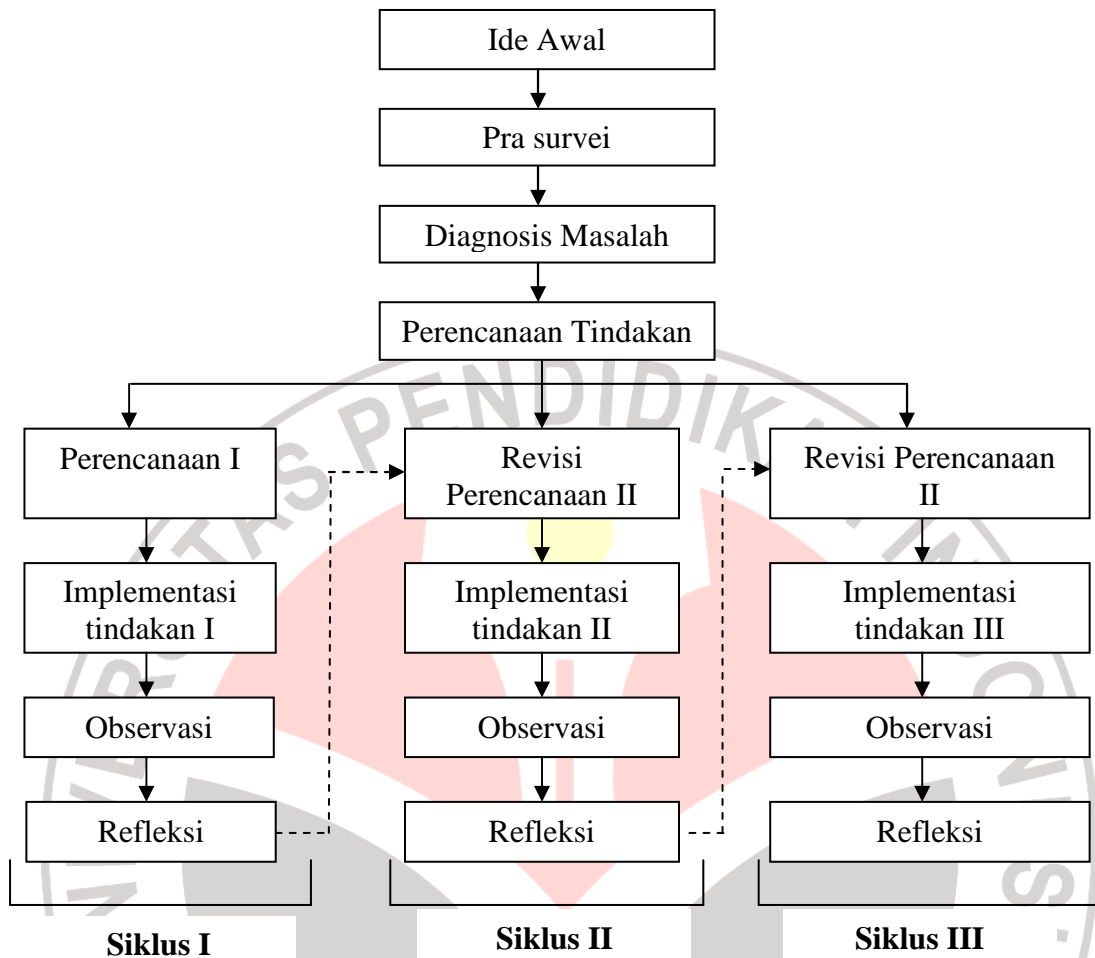 Ide Awal
Pra survei
Diagnosis Masalah
Perencanaan Tindakan
Perencanaan I
Implementasi
tindakan I
Observasi
Refleksi
Siklus I
Revisi
Perencanaan II
Implementasi
tindakan II
Observasi
Refleksi
Siklus II
Revisi Perencanaan
II
Implementasi
tindakan III
Observasi
Refleksi
Siklus III